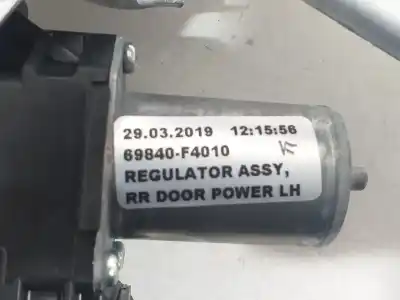 29.03.2019 12:15:56
69840-F4010
REGULATOR ASSY,
RR DOOR POWER LH